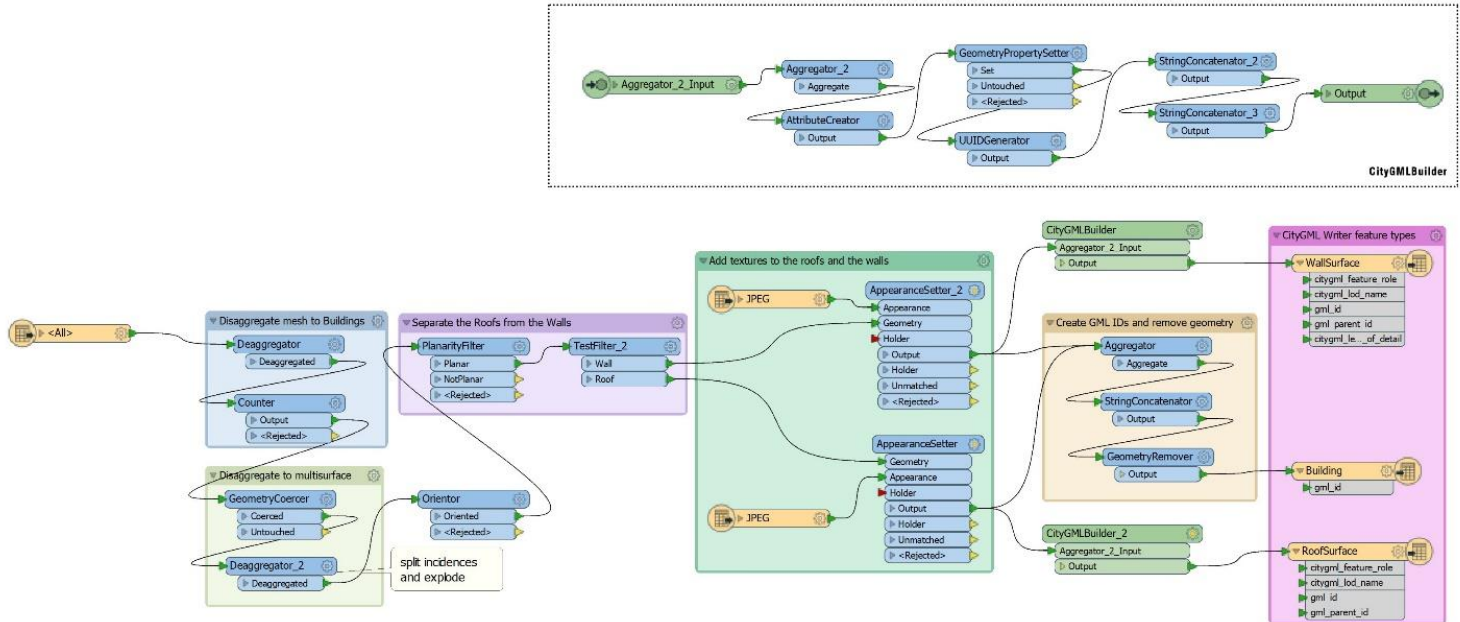 Aggregator_2_Input
Aggregator_2
Aggregate
AttributeCreator
Output
GeometryPropertySetter
Set
Untouched
<Rejected>
UUIDGenerator
Output
StringConcatenator_2
Output
StringConcatenator_3
Output
Output
CityGMLBuilder
<All>
Disaggregate mesh to Buildings
Deaggregator
Deaggregated
Counter
Output
<Rejected>
Disaggregate to multisurface
GeometryCoercer
Coerced
Untouched
Deaggregator_2
Deaggregated
split incidences
and explode
Orientor
Oriented
<Rejected>
Separate the Roofs from the Walls
PlanarityFilter
Planar
NotPlanar
<Rejected>
TestFilter_2
Wall
Roof
Add textures to the roofs and the walls
JPEG
AppearanceSetter_2
Appearance
Geometry
Holder
Output
Holder
Unmatched
<Rejected>
JPEG
AppearanceSetter
Geometry
Appearance
Holder
Output
Holder
Unmatched
<Rejected>
CityGMLBuilder
Aggregator_2_Input
Output
Create GML IDs and remove geometry
Aggregator
Aggregate
StringConcatenator
Output
GeometryRemover
Output
CityGMLBuilder_2
Aggregator_2_Input
Output
CityGML Writer feature types
WallSurface
citygml_feature_role
citygml_lod_name
gml_id
gml_parent_id
citygml_le..._of_detail
Building
gml_id
RoofSurface
citygml_feature_role
citygml_lod_name
gml_id
gml_parent_id